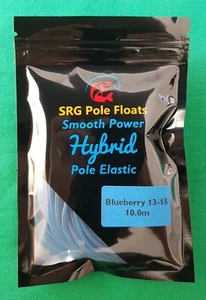 SRG Pole Floats
Smooth Power
Hybrid
Pole Elastic
Blueberry 13-15
10.0m